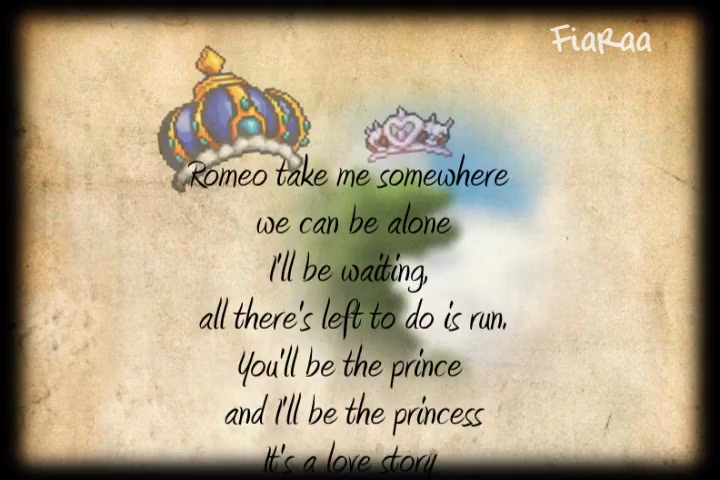 FiaRaa
Romeo take me somewhere
we can be alone
I'll be waiting,
all there's left to do is run.
You'll be the prince
and I'll be the princess
It's a love story